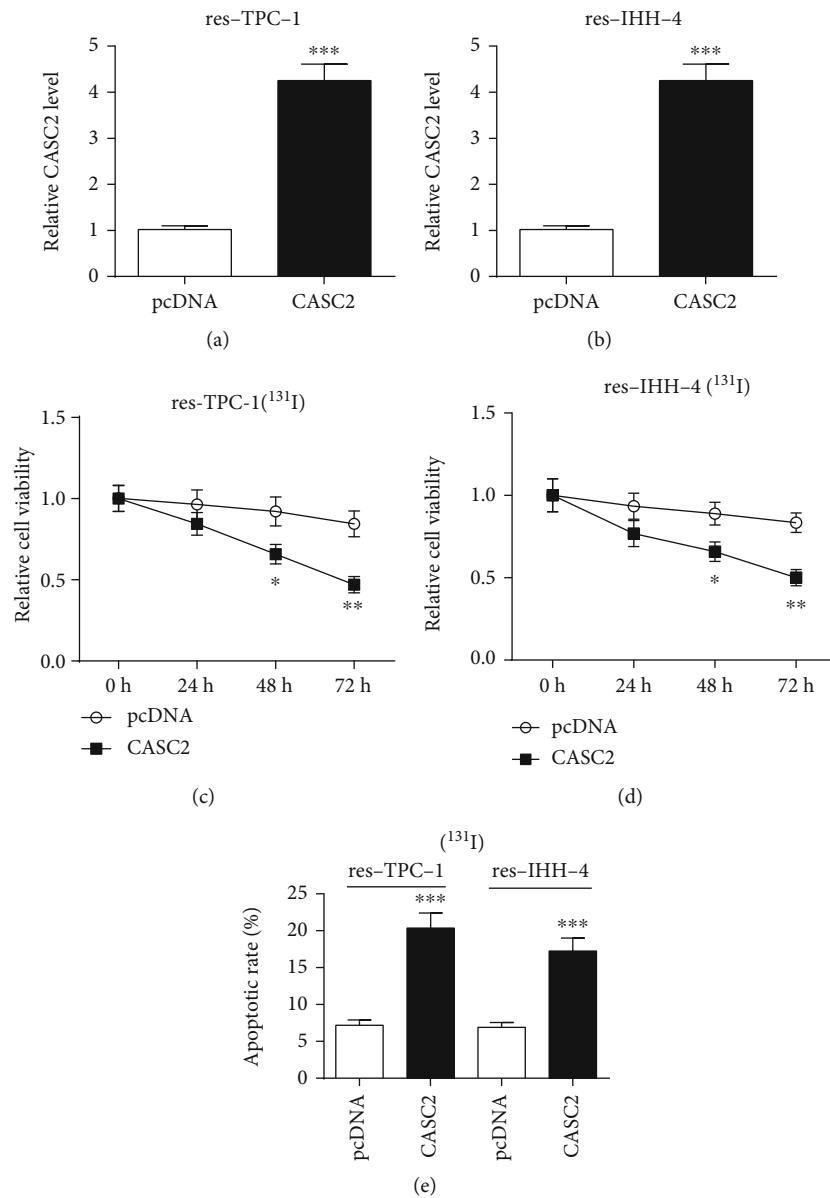 res–TPC–1
Relative CASC2 level
5
4
3
2
1
0
***
pcDNA
CASC2
(a)
res–IHH–4
Relative CASC2 level
5
4
3
2
1
0
***
pcDNA
CASC2
(b)
res-TPC-1(¹³¹I)
Relative cell viability
1.5
1.0
0.5
0.0
*
**
0 h 24 h 48 h 72 h
pcDNA
CASC2
(c)
res–IHH–4 (¹³¹I)
Relative cell viability
1.5
1.0
0.5
0.0
*
**
0 h 24 h 48 h 72 h
pcDNA
CASC2
(d)
(¹³¹I)
res–TPC–1 res–IHH–4
Apoptotic rate (%)
25
20
15
10
5
0
***
***
pcDNA
CASC2
pcDNA
CASC2
(e)